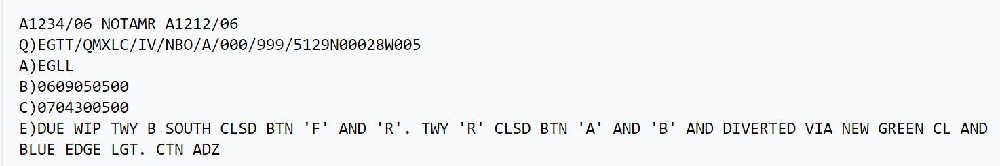 A1234/06 NOTAMR A1212/06
Q)EGTT/QMXLC/IV/NBO/A/000/999/5129N00028W005
A)EGLL
B)0609050500
C)0704300500
E)DUE WIP TWY B SOUTH CLSD BTN 'F' AND 'R'. TWY 'R' CLSD BTN 'A' AND 'B' AND DIVERTED VIA NEW GREEN CL AND
BLUE EDGE LGT. CTN ADZ